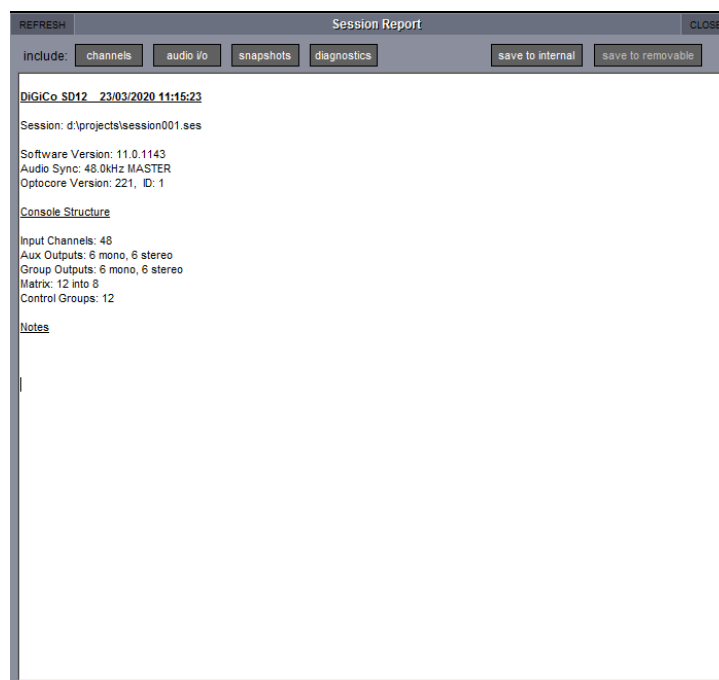 REFRESH Session Report CLOSE
include: channels audio i/o snapshots diagnostics save to internal save to removable
DiGiCo SD12 23/03/2020 11:15:23
Session: d:\projects\session001.ses
Software Version: 11.0.1143
Audio Sync: 48.0kHz MASTER
Optocore Version: 221, ID: 1
Console Structure
Input Channels: 48
Aux Outputs: 6 mono, 6 stereo
Group Outputs: 6 mono, 6 stereo
Matrix: 12 into 8
Control Groups: 12
Notes